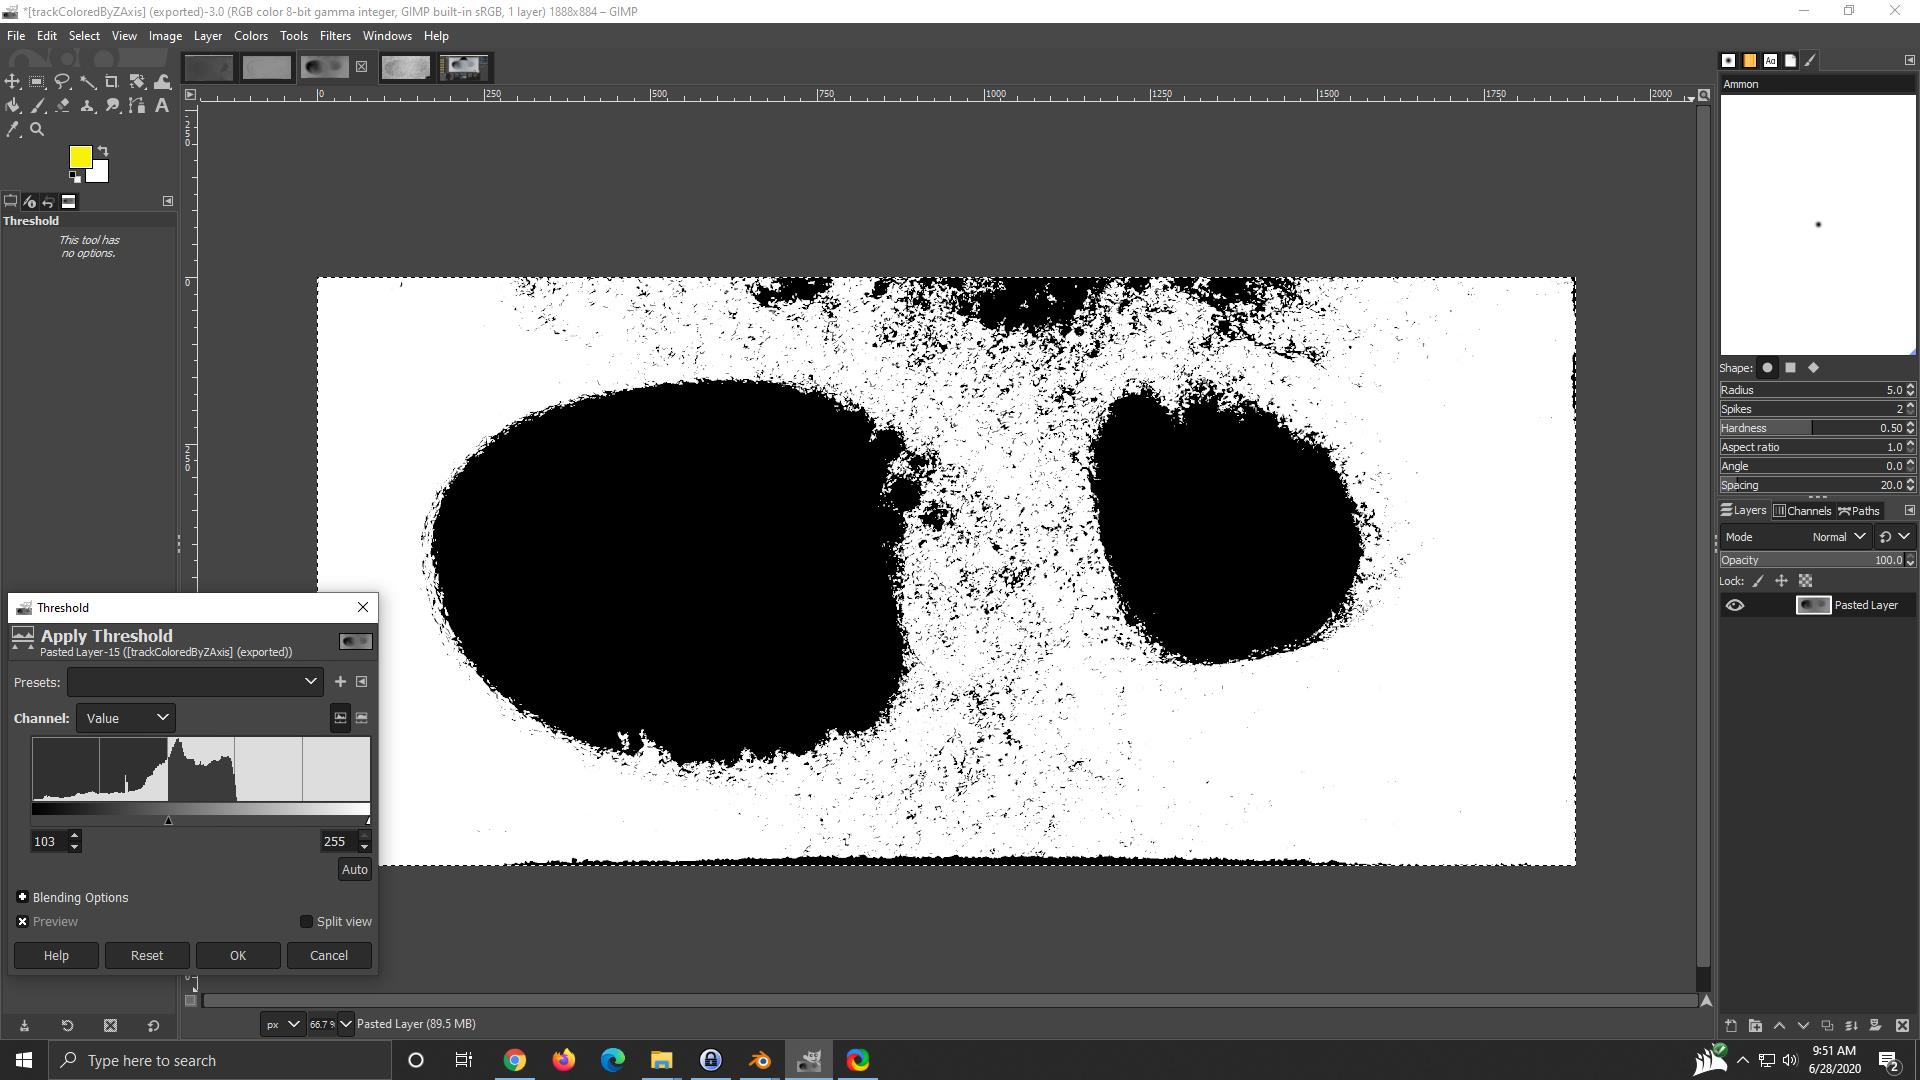 *[trackColoredByZAxis] (exported)-3.0 (RGB color 8-bit gamma integer, GIMP built-in sRGB, 1 layer) 1888x884 – GIMP
File Edit Select View Image Layer Colors Tools Filters Windows Help
0 250 500 750 1000 1250 1500 1750 2000
250
0
250
Threshold
This tool has
no options.
Threshold
Apply Threshold
Pasted Layer-15 ([trackColoredByZAxis] (exported))
Presets:
Channel: Value
103 255
Auto
Blending Options
Preview Split view
Help Reset OK Cancel
px 66.7 % Pasted Layer (89.5 MB)
Aa
Ammon
Shape:
Radius 5.0
Spikes 2
Hardness 0.50
Aspect ratio 1.0
Angle 0.0
Spacing 20.0
Layers Channels Paths
Mode Normal
Opacity 100.0
Lock:
Pasted Layer
Type here to search
9:51 AM
6/28/2020
2